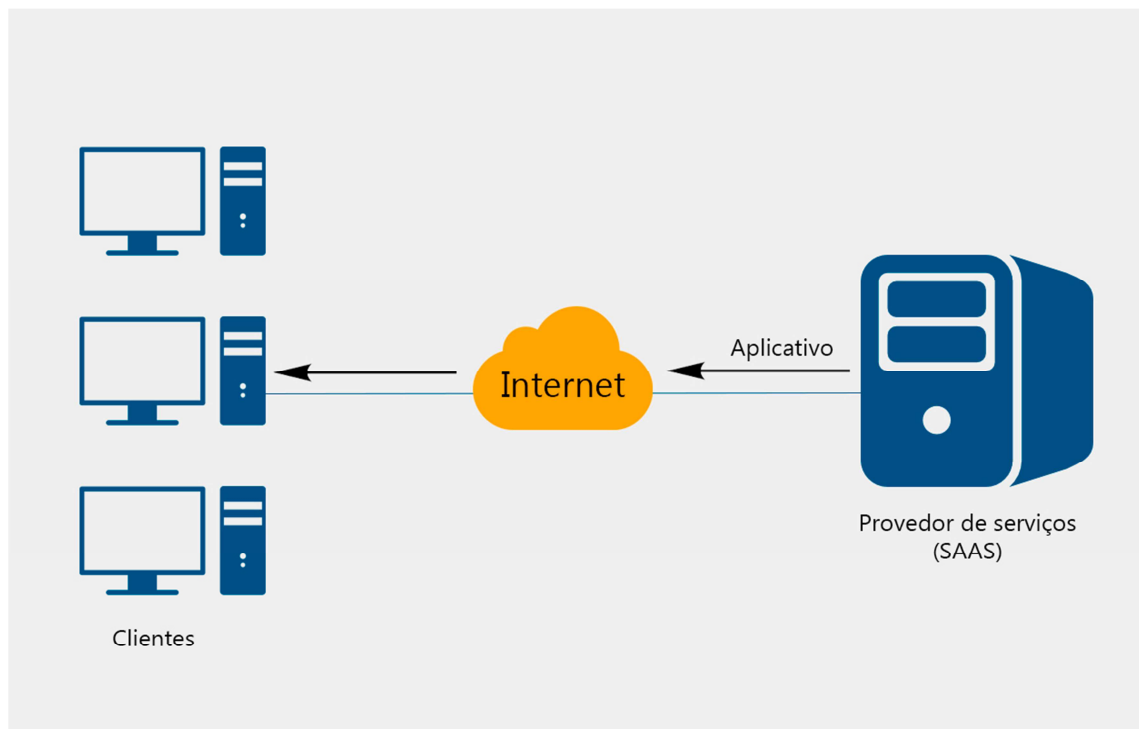 Aplicativo
Internet
Provedor de serviços
(SAAS)
Clientes